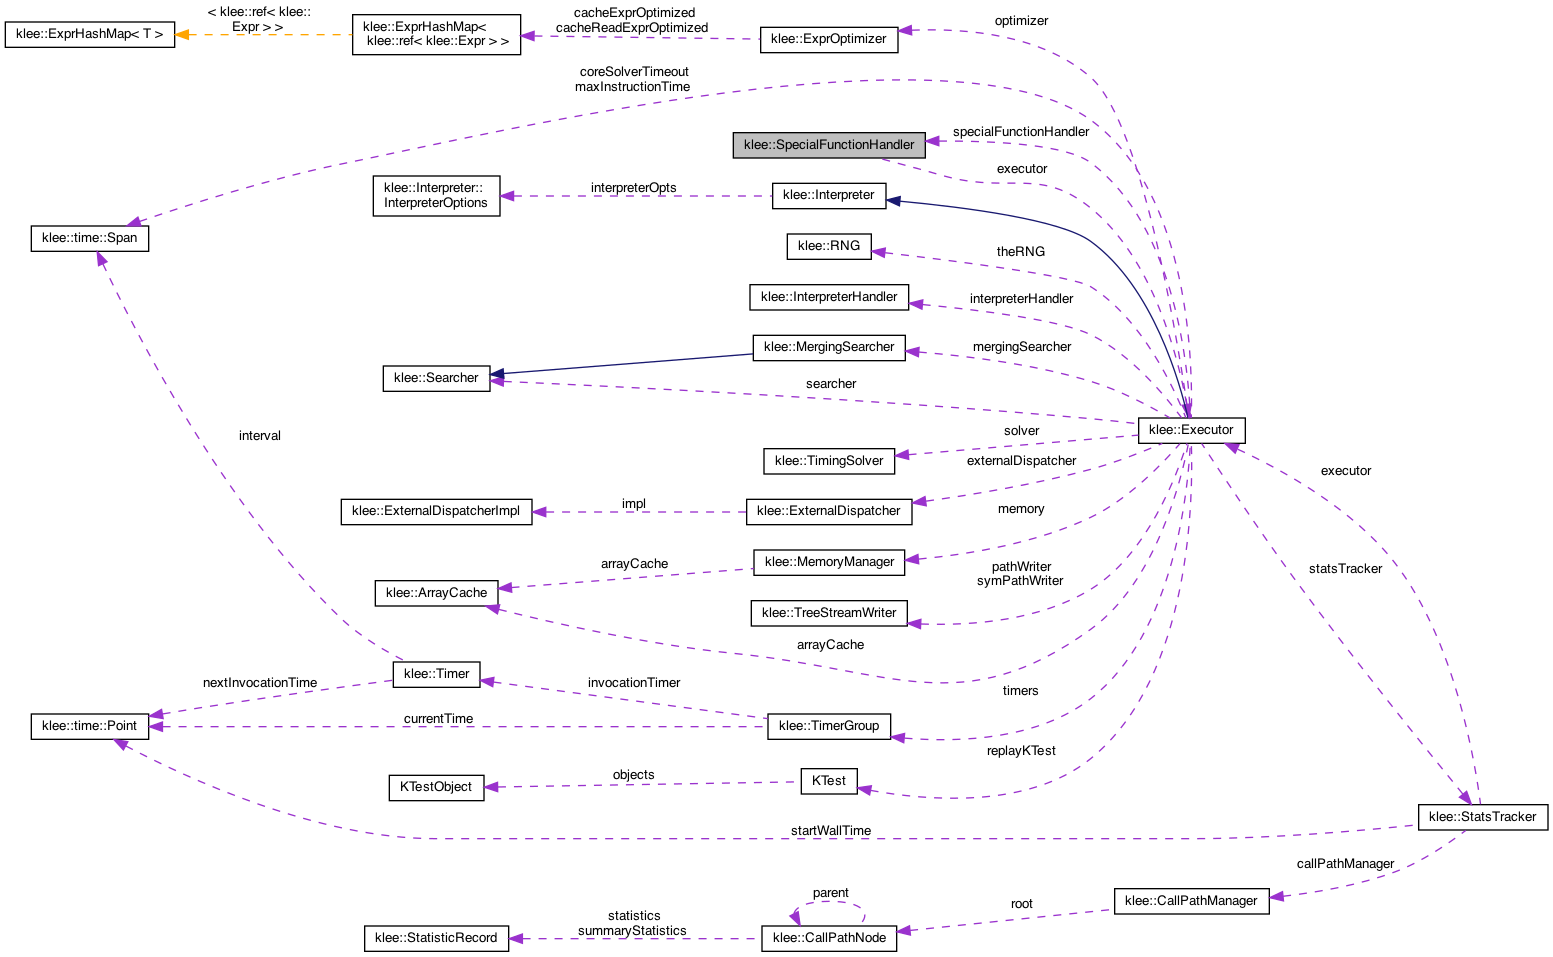 < klee::ref< klee::
Expr > >
klee::ExprHashMap< T >
klee::ExprHashMap<
klee::ref< klee::Expr > >
cacheExprOptimized
cacheReadExprOptimized
klee::ExprOptimizer
optimizer
coreSolverTimeout
maxInstructionTime
klee::SpecialFunctionHandler
specialFunctionHandler
executor
klee::Interpreter::
InterpreterOptions
interpreterOpts
klee::Interpreter
klee::time::Span
klee::RNG
theRNG
klee::InterpreterHandler
interpreterHandler
klee::MergingSearcher
mergingSearcher
klee::Searcher
searcher
interval
klee::Executor
solver
klee::TimingSolver
externalDispatcher
executor
klee::ExternalDispatcherImpl
impl
klee::ExternalDispatcher
memory
klee::MemoryManager
arrayCache
klee::ArrayCache
pathWriter
symPathWriter
statsTracker
klee::TreeStreamWriter
arrayCache
klee::Timer
nextInvocationTime
invocationTimer
timers
klee::time::Point
currentTime
klee::TimerGroup
replayKTest
KTestObject
objects
KTest
klee::StatsTracker
startWallTime
callPathManager
parent
klee::CallPathManager
root
statistics
summaryStatistics
klee::StatisticRecord
klee::CallPathNode